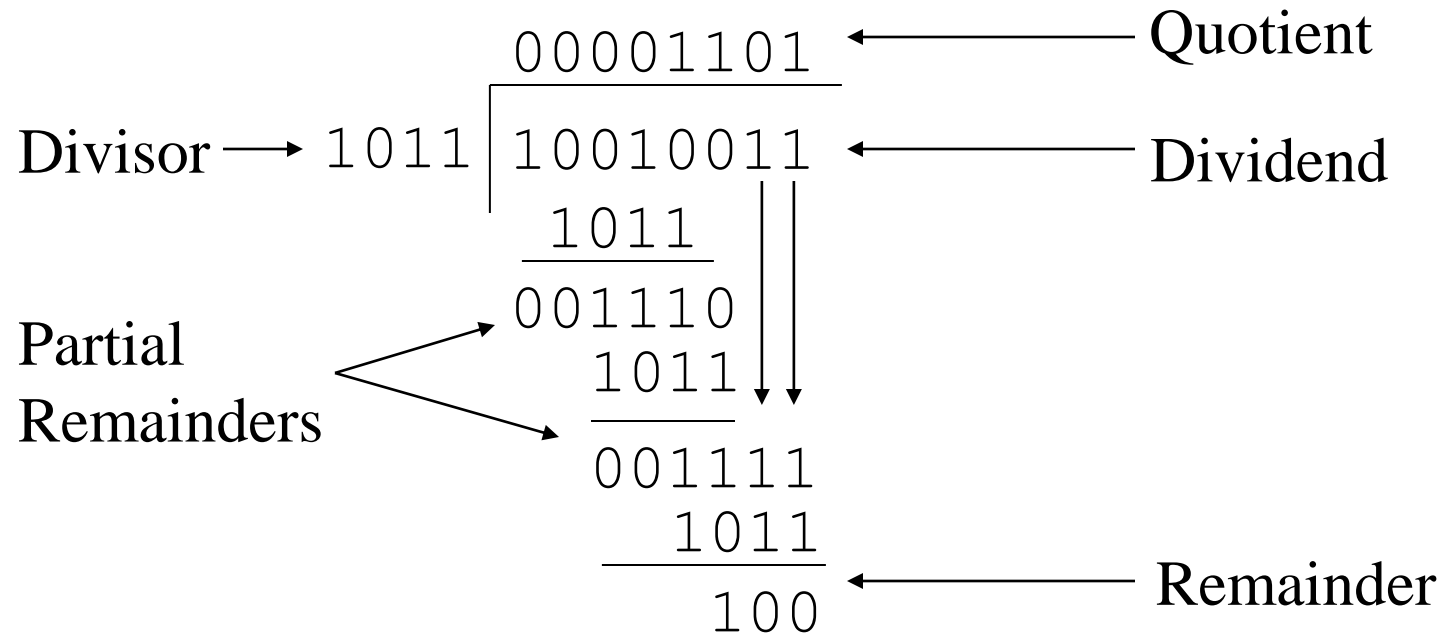 00001101 Quotient
Divisor 1011 10010011 Dividend
1011
001110
Partial
Remainders
1011
001111
1011
100 Remainder